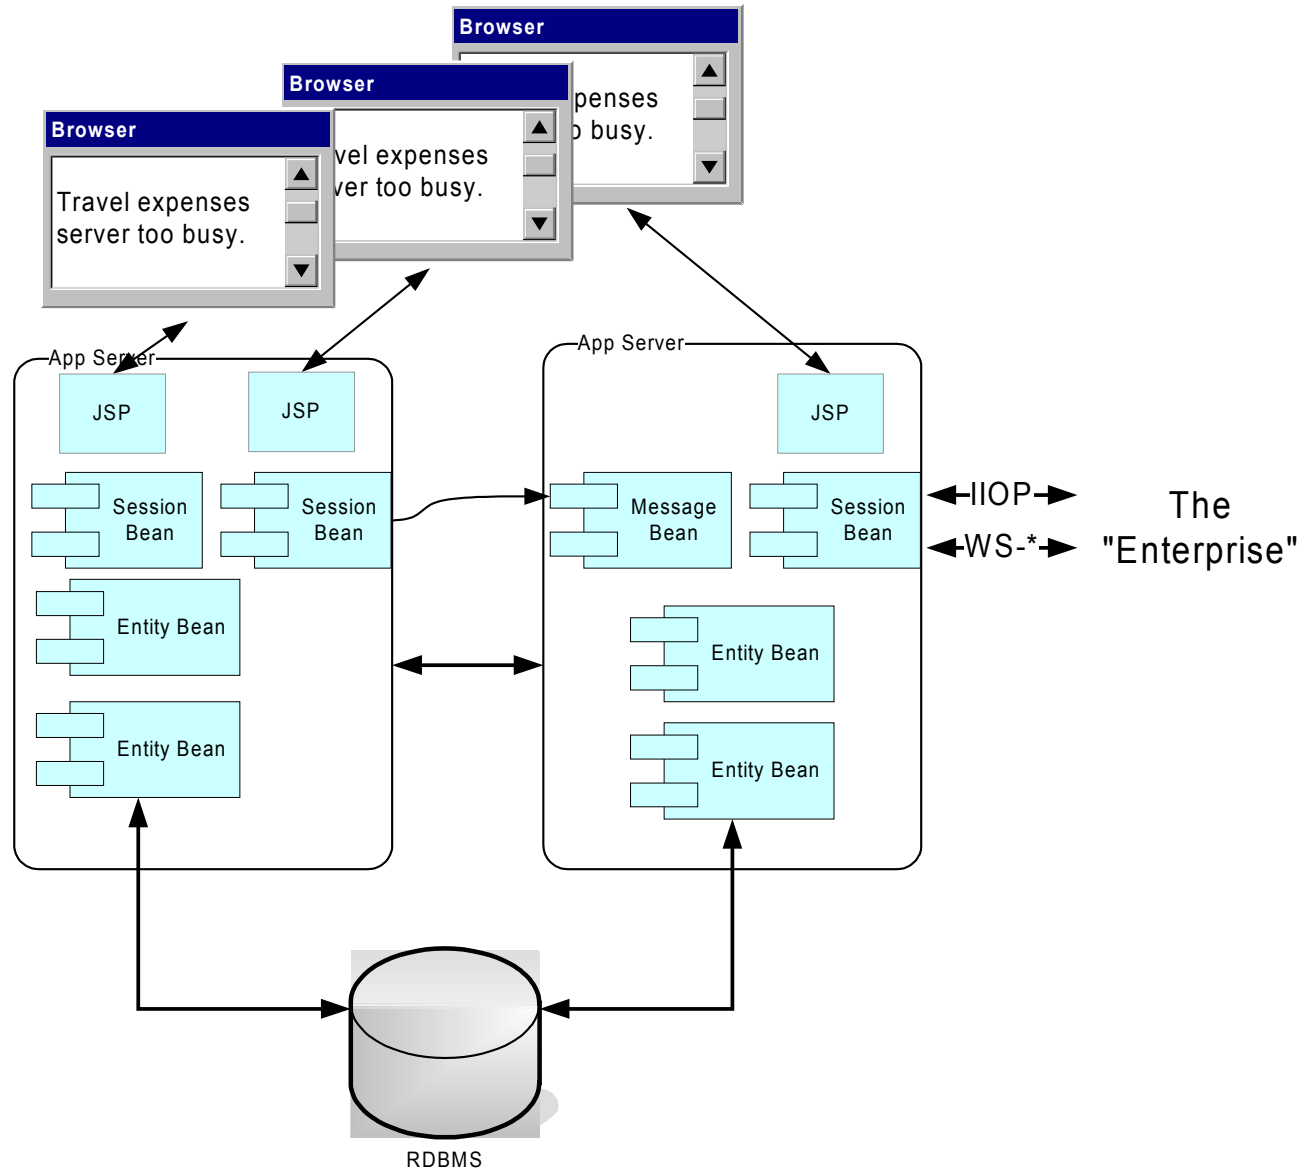 Browser
Browser
penses
busy.
Browser
vel expenses
ver too busy.
Travel expenses
server too busy.
App Server
App Server
JSP
JSP
JSP
Session
Bean
Session
Bean
Message
Bean
Session
Bean
IIOP
WS-*
The
"Enterprise"
Entity Bean
Entity Bean
Entity Bean
Entity Bean
RDBMS